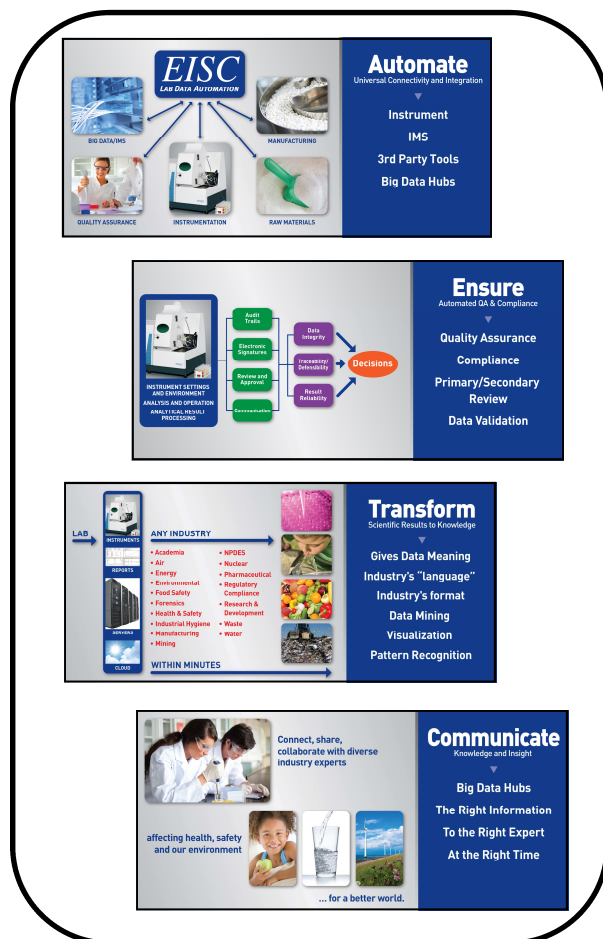 EISC
LAB DATA AUTOMATION
BIG DATA/IMS
MANUFACTURING
QUALITY ASSURANCE
INSTRUMENTATION
RAW MATERIALS
Automate
Universal Connectivity and Integration
Instrument
IMS
3rd Party Tools
Big Data Hubs
INSTRUMENT SETTINGS
AND ENVIRONMENT
ANALYSIS AND OPERATION
ANALYTICAL RESULT
PROCESSING
Audit
Trails
Electronic
Signatures
Review and
Approval
Communication
Data
Integrity
Traceability/
Defensibility
Result
Reliability
Decisions
Ensure
Automated QA & Compliance
Quality Assurance
Compliance
Primary/Secondary
Review
Data Validation
LAB
INSTRUMENTS
REPORTS
SERVERS
CLOUD
ANY INDUSTRY
• Academia
• Air
• Energy
• Environmental
• Food Safety
• Forensics
• Health & Safety
• Industrial Hygiene
• Manufacturing
• Mining
• NPDES
• Nuclear
• Pharmaceutical
• Regulatory
Compliance
• Research &
Development
• Waste
• Water
WITHIN MINUTES
Transform
Scientific Results to Knowledge
Gives Data Meaning
Industry's “language”
Industry's format
Data Mining
Visualization
Pattern Recognition
Connect, share,
collaborate with diverse
industry experts
affecting health, safety
and our environment
... for a better world.
Communicate
Knowledge and Insight
Big Data Hubs
The Right Information
To the Right Expert
At the Right Time